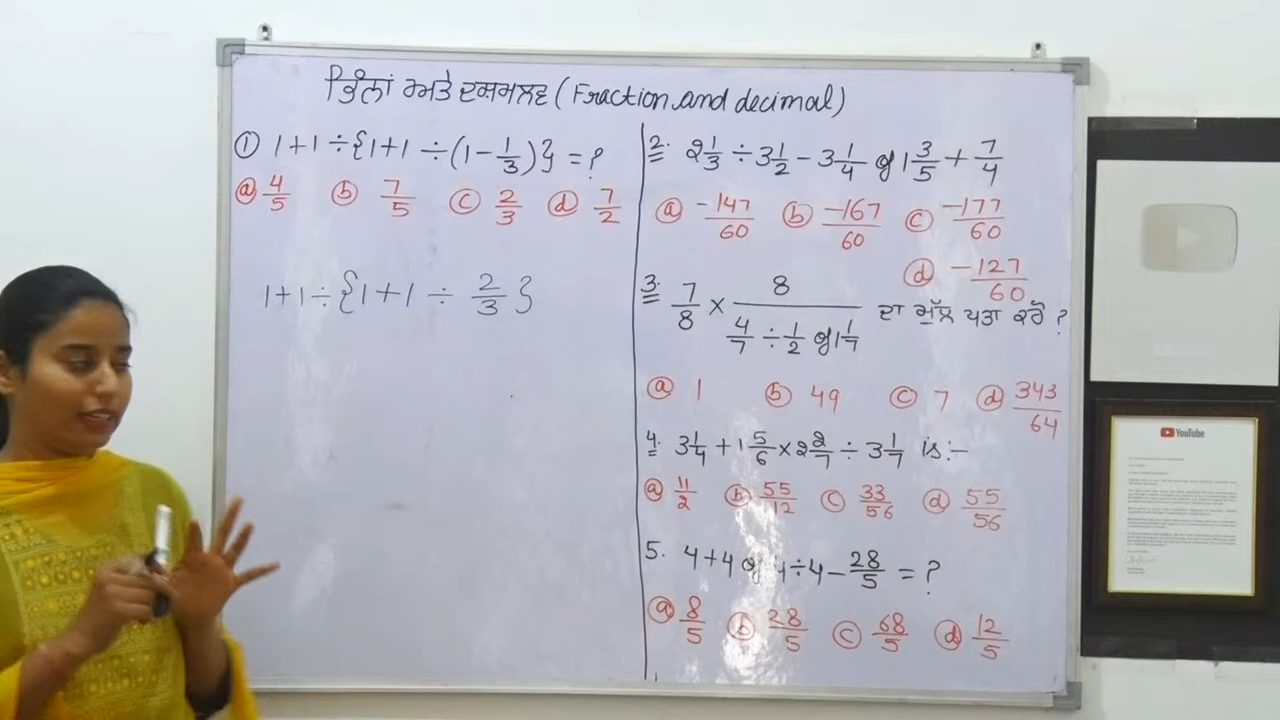 ਭਿੰਨਾਂ ਅਤੇ ਦਸ਼ਮਲਵ (Fraction and decimal)
① 1+1÷{1+1÷(1-1/3)} = ?
ⓐ 4/5 ⓑ 7/5 ⓒ 2/3 ⓓ 7/2
1+1÷{1+1÷ 2/3}
2. 2 1/3 ÷ 3 1/2 - 3 1/4 of 1 3/5 + 7/4
ⓐ -147/60 ⓑ -167/60 ⓒ -177/60
ⓓ -127/60
3. 7/8 × 8/(4/7 ÷ 1/2 of 1 1/7) ਦਾ ਮੁੱਲ ਪਤਾ ਕਰੋ ?
ⓐ 1 ⓑ 49 ⓒ 7 ⓓ 343/64
4. 3 1/4 + 1 5/6 × 2 2/7 ÷ 3 1/7 is:-
ⓐ 11/2 ⓑ 55/12 ⓒ 33/56 ⓓ 55/56
5. 4+4 of 4÷4 - 28/5 = ?
ⓐ 8/5 ⓑ 28/5 ⓒ 68/5 ⓓ 12/5
YouTube